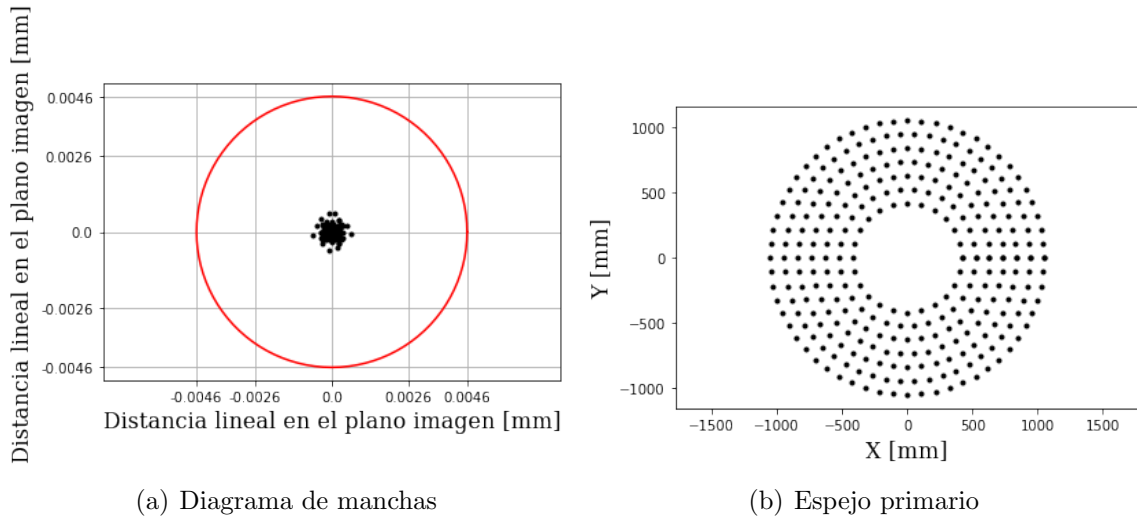 Distancia lineal en el plano imagen [mm]
0.0046
0.0026
0.0
-0.0026
-0.0046
-0.0046 -0.0026 0.0 0.0026 0.0046
Distancia lineal en el plano imagen [mm]
(a) Diagrama de manchas
Y [mm]
1000
500
0
−500
−1000
−1500 −1000 −500 0 500 1000 1500
X [mm]
(b) Espejo primario